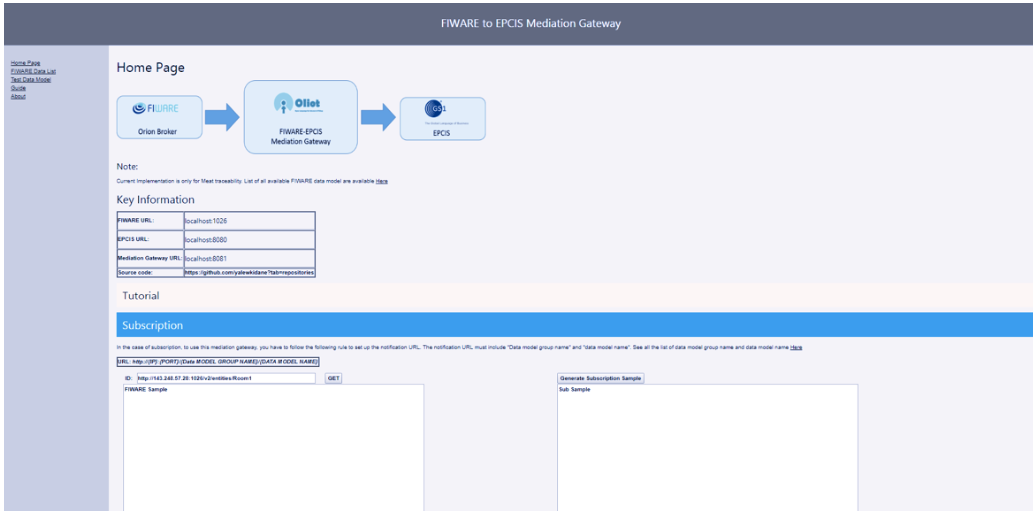 FIWARE to EPCIS Mediation Gateway
Home Page
FIWARE Data List
Test Data Model
Guide
About
Home Page
FIWARE
Orion Broker
Oliot
FIWARE-EPCIS
Mediation Gateway
GS1
The Global Language of Business
EPCIS
Note:
Current Implementation is only for Meat traceability. List of all available FIWARE data model are available Here
Key Information
FIWARE URL: localhost:1026
EPCIS URL: localhost:8080
Mediation Gateway URL: localhost:8081
Source code: https://github.com/yalewkidane?tab=repositories
Tutorial
Subscription
In the case of subscription, to use this mediation gateway, you have to follow the following rule to set up the notification URL. The notification URL must include "Data model group name" and "data model name". See all the list of data model group name and data model name Here
URL: http://{IP}:{PORT}/{Data MODEL GROUP NAME}/{DATA MODEL NAME}
ID: http://143.248.57.28:1026/v2/entities/Room1 GET
Generate Subscription Sample
FIWARE Sample
Sub Sample